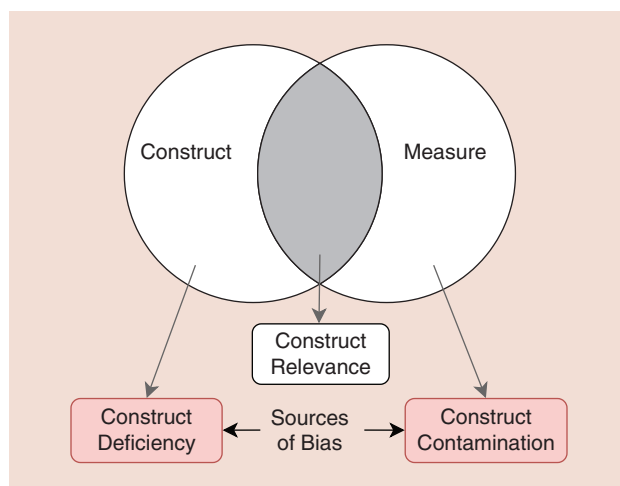 Construct
Measure
Construct
Relevance
Construct
Deficiency
Sources
of Bias
Construct
Contamination